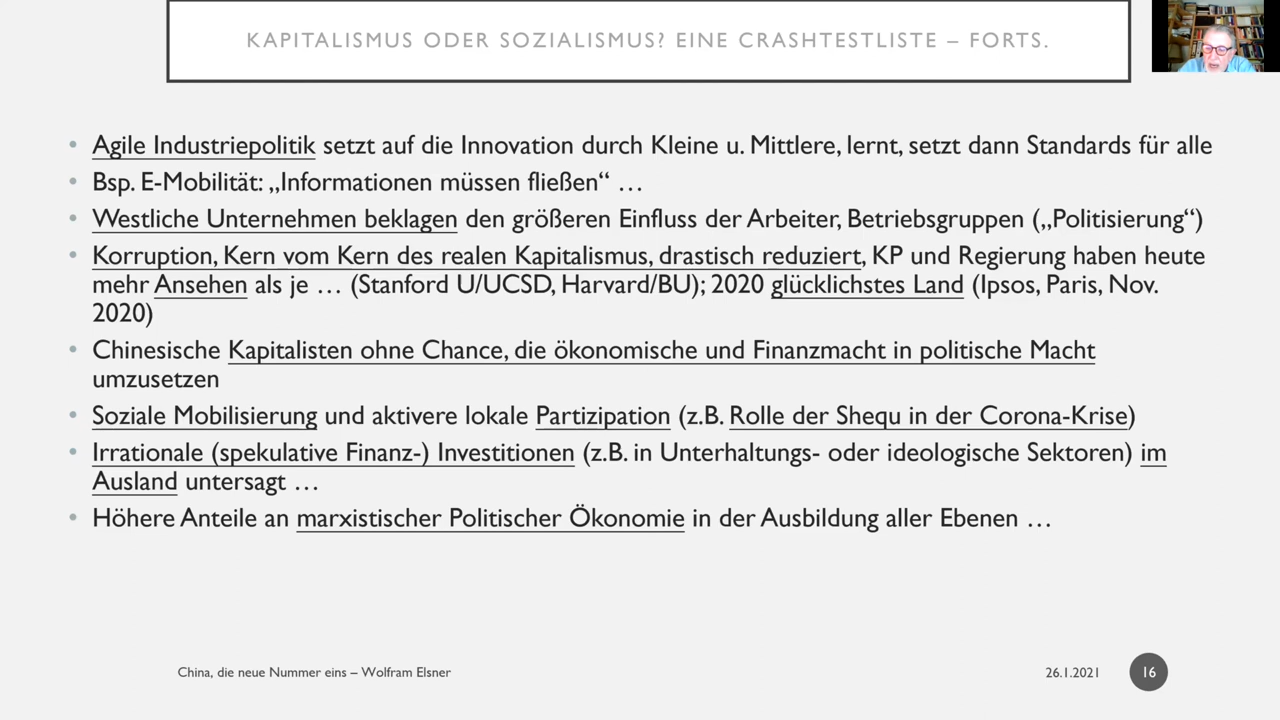 KAPITALISMUS ODER SOZIALISMUS? EINE CRASHTESTLISTE – FORTS.
• Agile Industriepolitik setzt auf die Innovation durch Kleine u. Mittlere, lernt, setzt dann Standards für alle
• Bsp. E-Mobilität: „Informationen müssen fließen“ …
• Westliche Unternehmen beklagen den größeren Einfluss der Arbeiter, Betriebsgruppen („Politisierung“)
• Korruption, Kern vom Kern des realen Kapitalismus, drastisch reduziert, KP und Regierung haben heute
mehr Ansehen als je … (Stanford U/UCSD, Harvard/BU); 2020 glücklichstes Land (Ipsos, Paris, Nov.
2020)
• Chinesische Kapitalisten ohne Chance, die ökonomische und Finanzmacht in politische Macht
umzusetzen
• Soziale Mobilisierung und aktivere lokale Partizipation (z.B. Rolle der Shequ in der Corona-Krise)
• Irrationale (spekulative Finanz-) Investitionen (z.B. in Unterhaltungs- oder ideologische Sektoren) im
Ausland untersagt …
• Höhere Anteile an marxistischer Politischer Ökonomie in der Ausbildung aller Ebenen …
China, die neue Nummer eins – Wolfram Elsner
26.1.2021
16